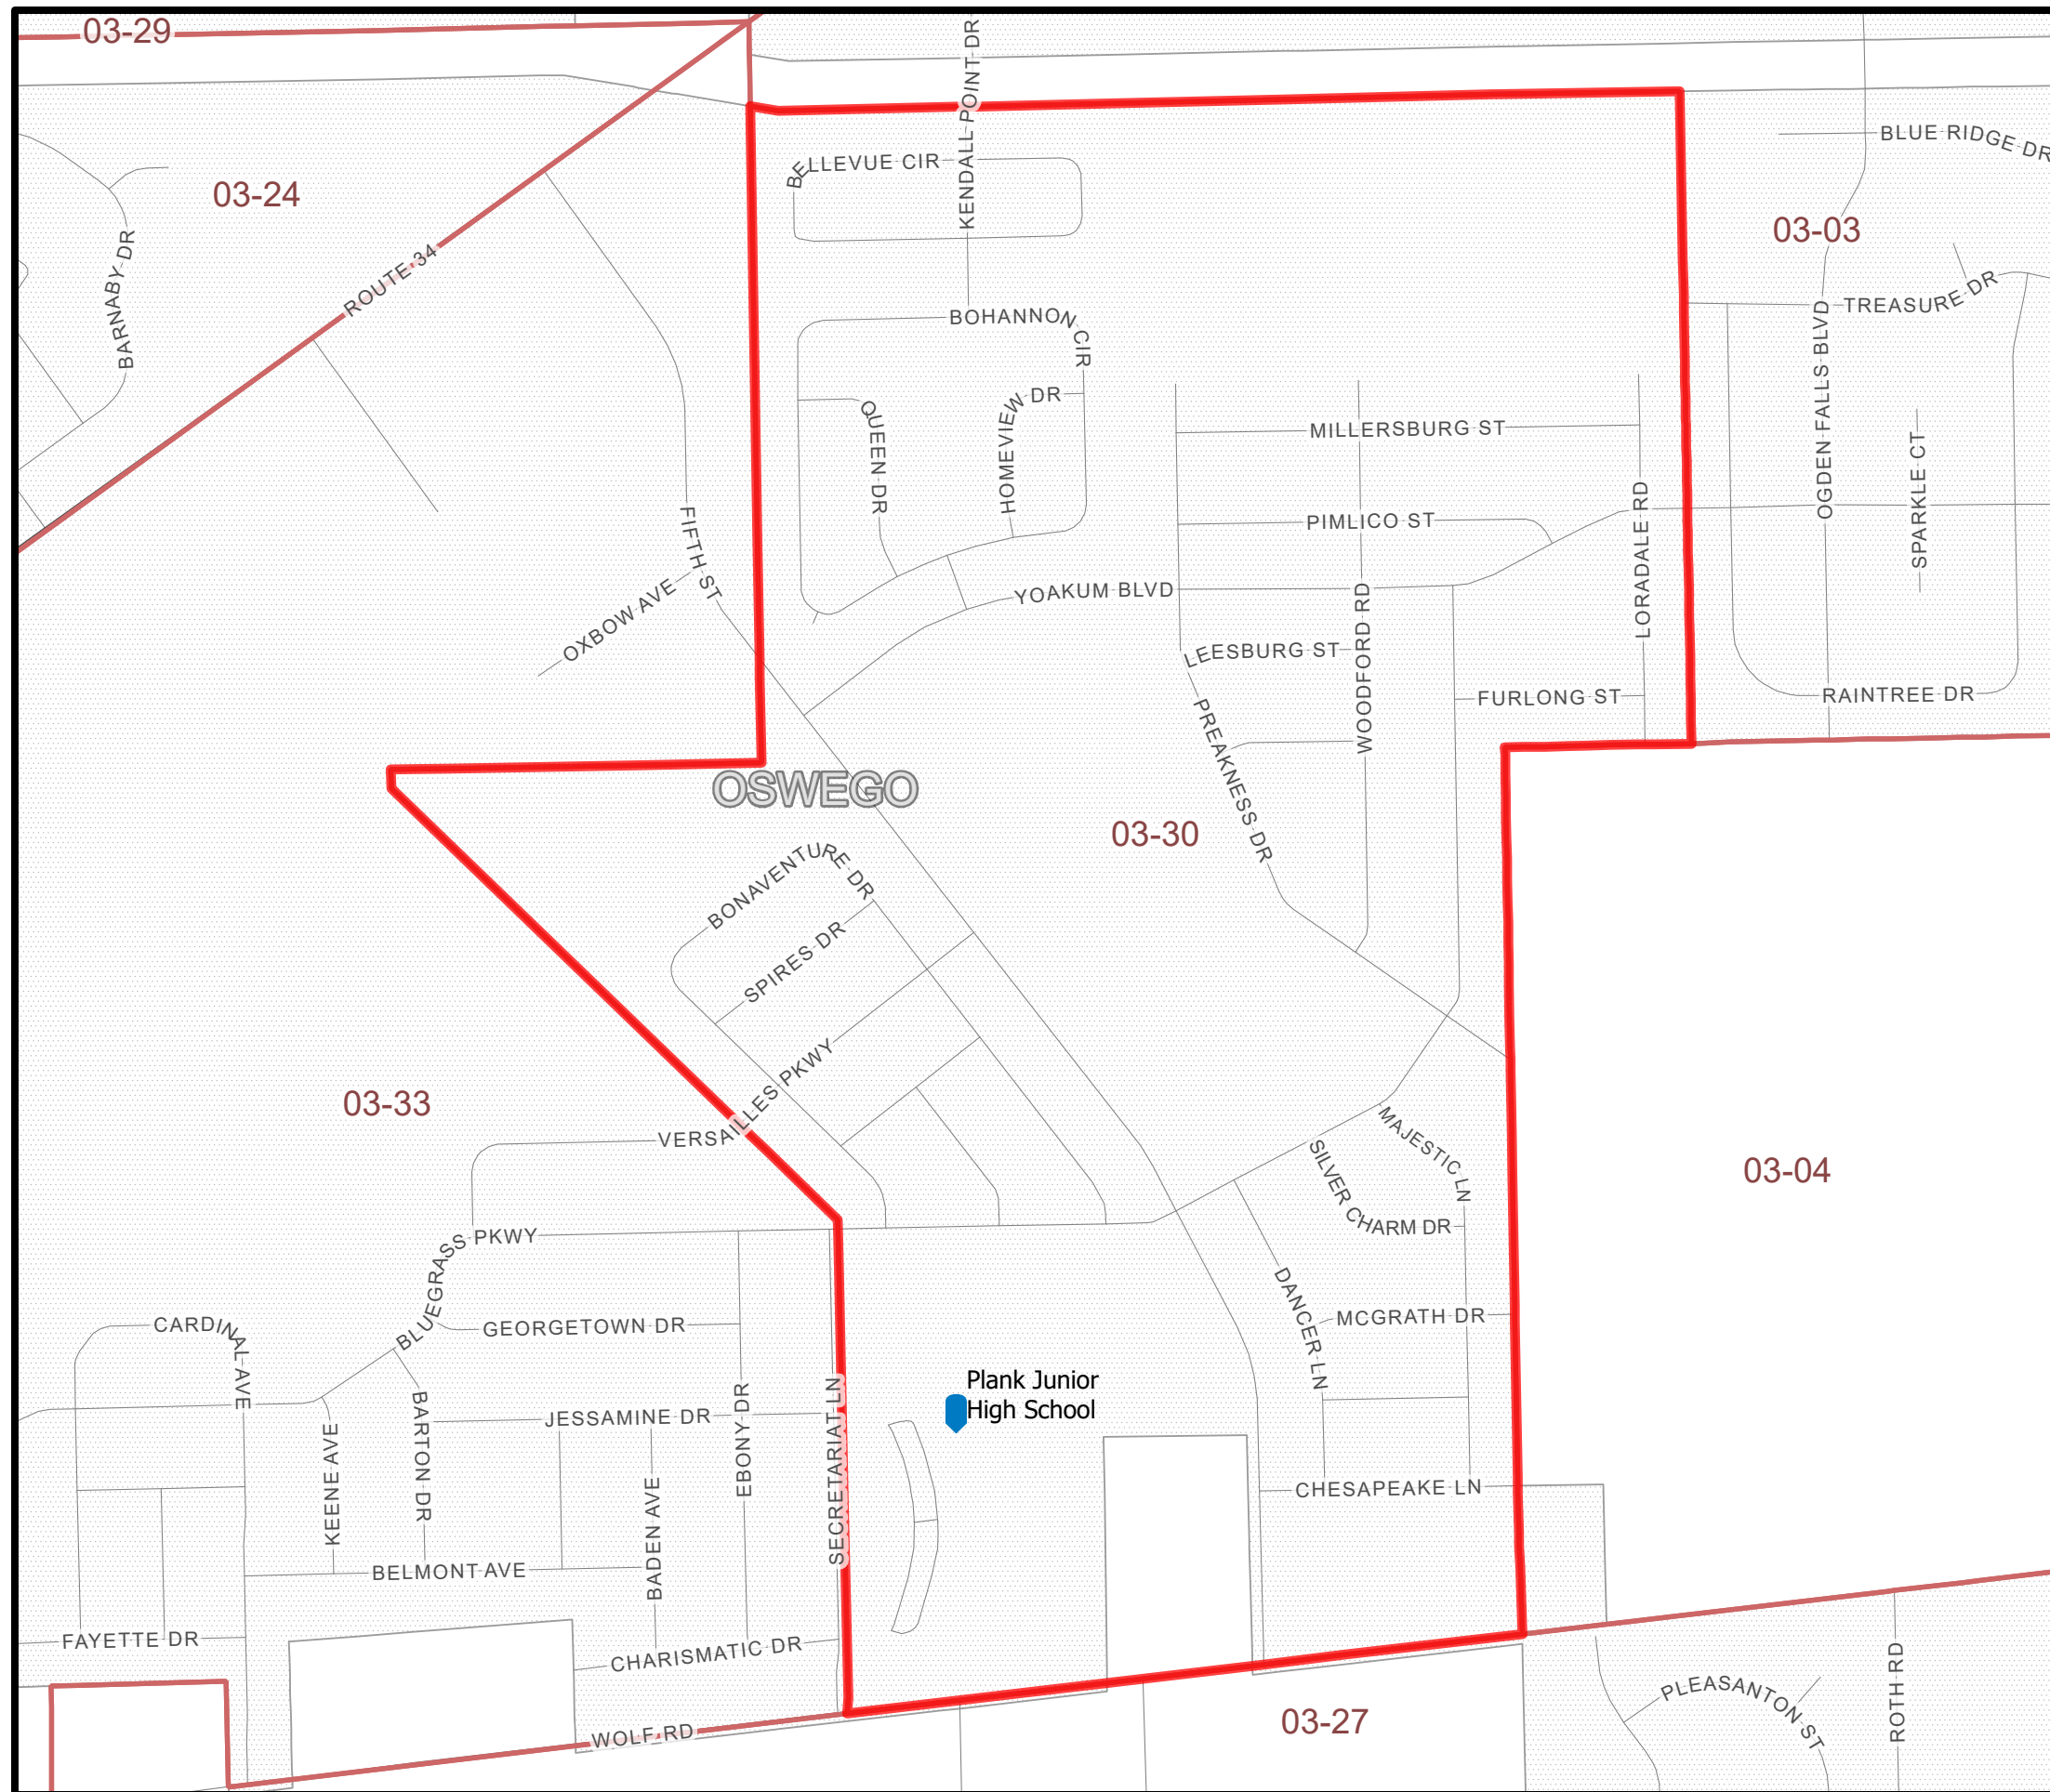 03-29
KENDALL POINT DR
BLUE RIDGE DR
BELLEVUE CIR
03-24
03-03
BARNABY DR
ROUTE 34
TREASURE DR
BOHANNON CIR
OGDEN FALLS BLVD
HOMEVIEW DR
QUEEN DR
MILLERSBURG ST
SPARKLE CT
PIMLICO ST
LORADALE RD
FIFTH ST
OXBOW AVE
YOAKUM BLVD
WOODFORD RD
LEESBURG ST
FURLONG ST
RAINTREE DR
PREAKNESS DR
OSWEGO
03-30
BONAVENTURE DR
SPIRES DR
VERSAILLES PKWY
03-33
MAJESTIC LN
SILVER CHARM DR
03-04
BLUEGRASS PKWY
CARDINAL AVE
GEORGETOWN DR
DANCER LN
MCGRATH DR
Plank Junior
High School
SECRETARIAT LN
EBONY DR
BARTON DR
JESSAMINE DR
KEENE AVE
BADEN AVE
CHESAPEAKE LN
BELMONT AVE
FAYETTE DR
CHARISMATIC DR
WOLF RD
03-27
PLEASANTON ST
ROTH RD